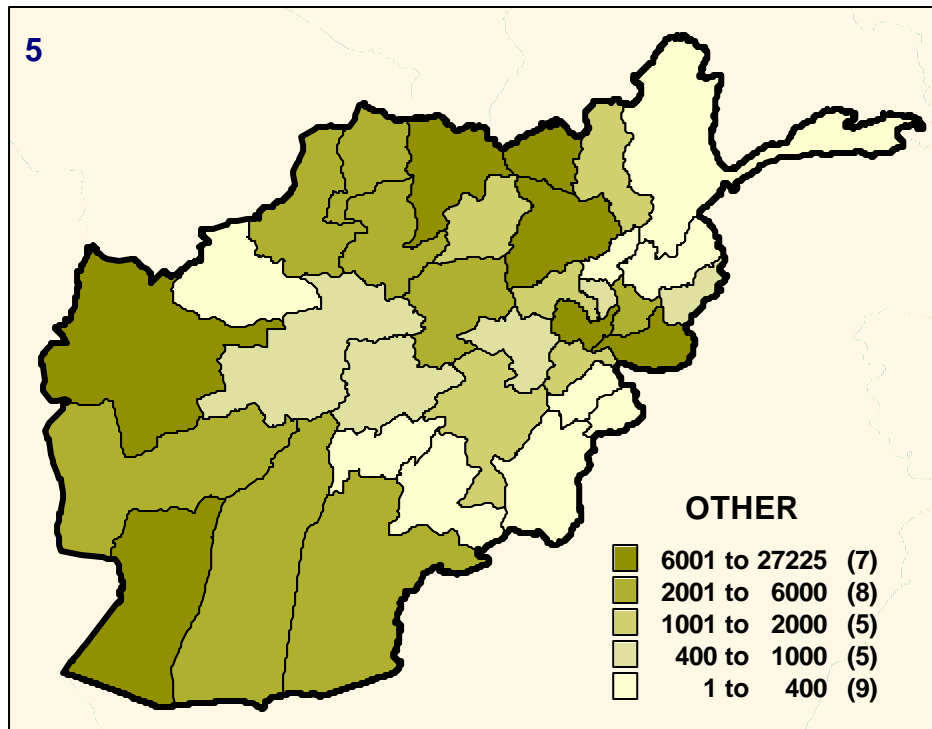 5
OTHER
6001 to 27225 (7)
2001 to 6000 (8)
1001 to 2000 (5)
400 to 1000 (5)
1 to 400 (9)